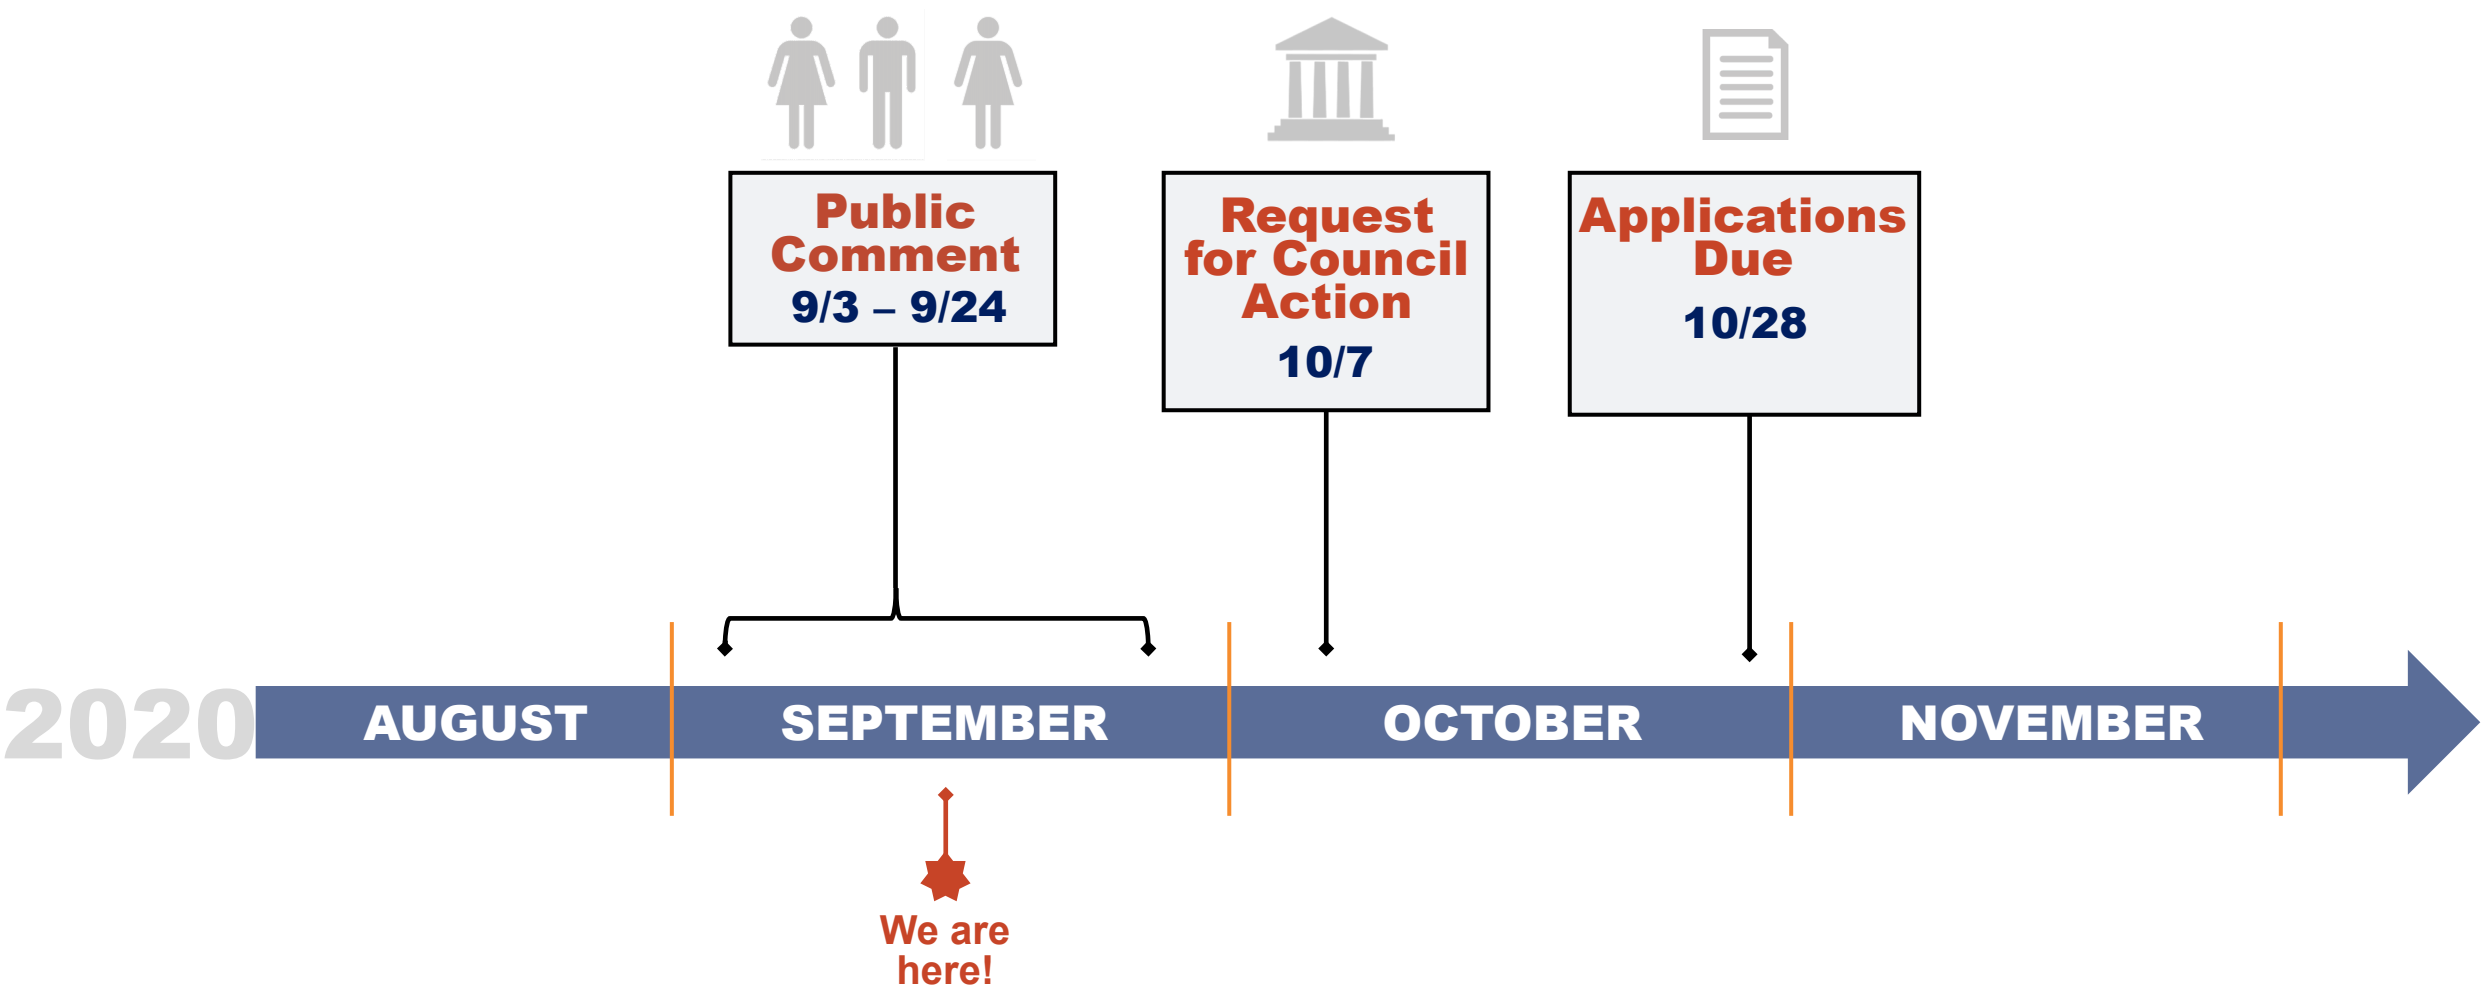 Public
Comment
9/3 – 9/24
Request
for Council
Action
10/7
Applications
Due
10/28
2020
AUGUST
SEPTEMBER
OCTOBER
NOVEMBER
We are
here!